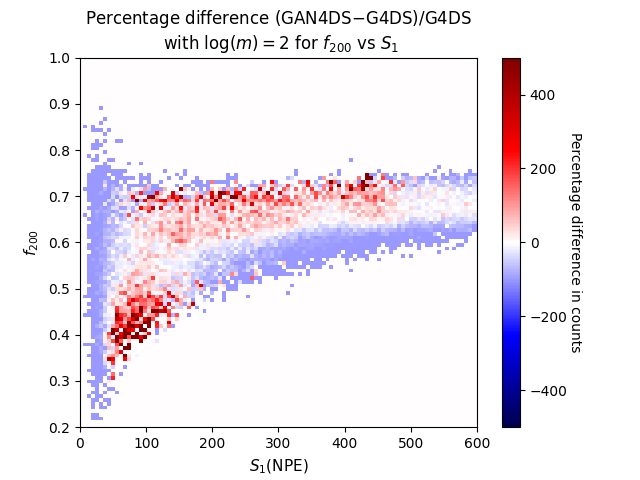 Percentage difference (GAN4DS−G4DS)/G4DS
with log(m) = 2 for f₂₀₀ vs S₁
1.0
0.9
0.8
0.7
0.6
0.5
0.4
0.3
0.2
f₂₀₀
0 100 200 300 400 500 600
S₁(NPE)
400
200
0
−200
−400
Percentage difference in counts